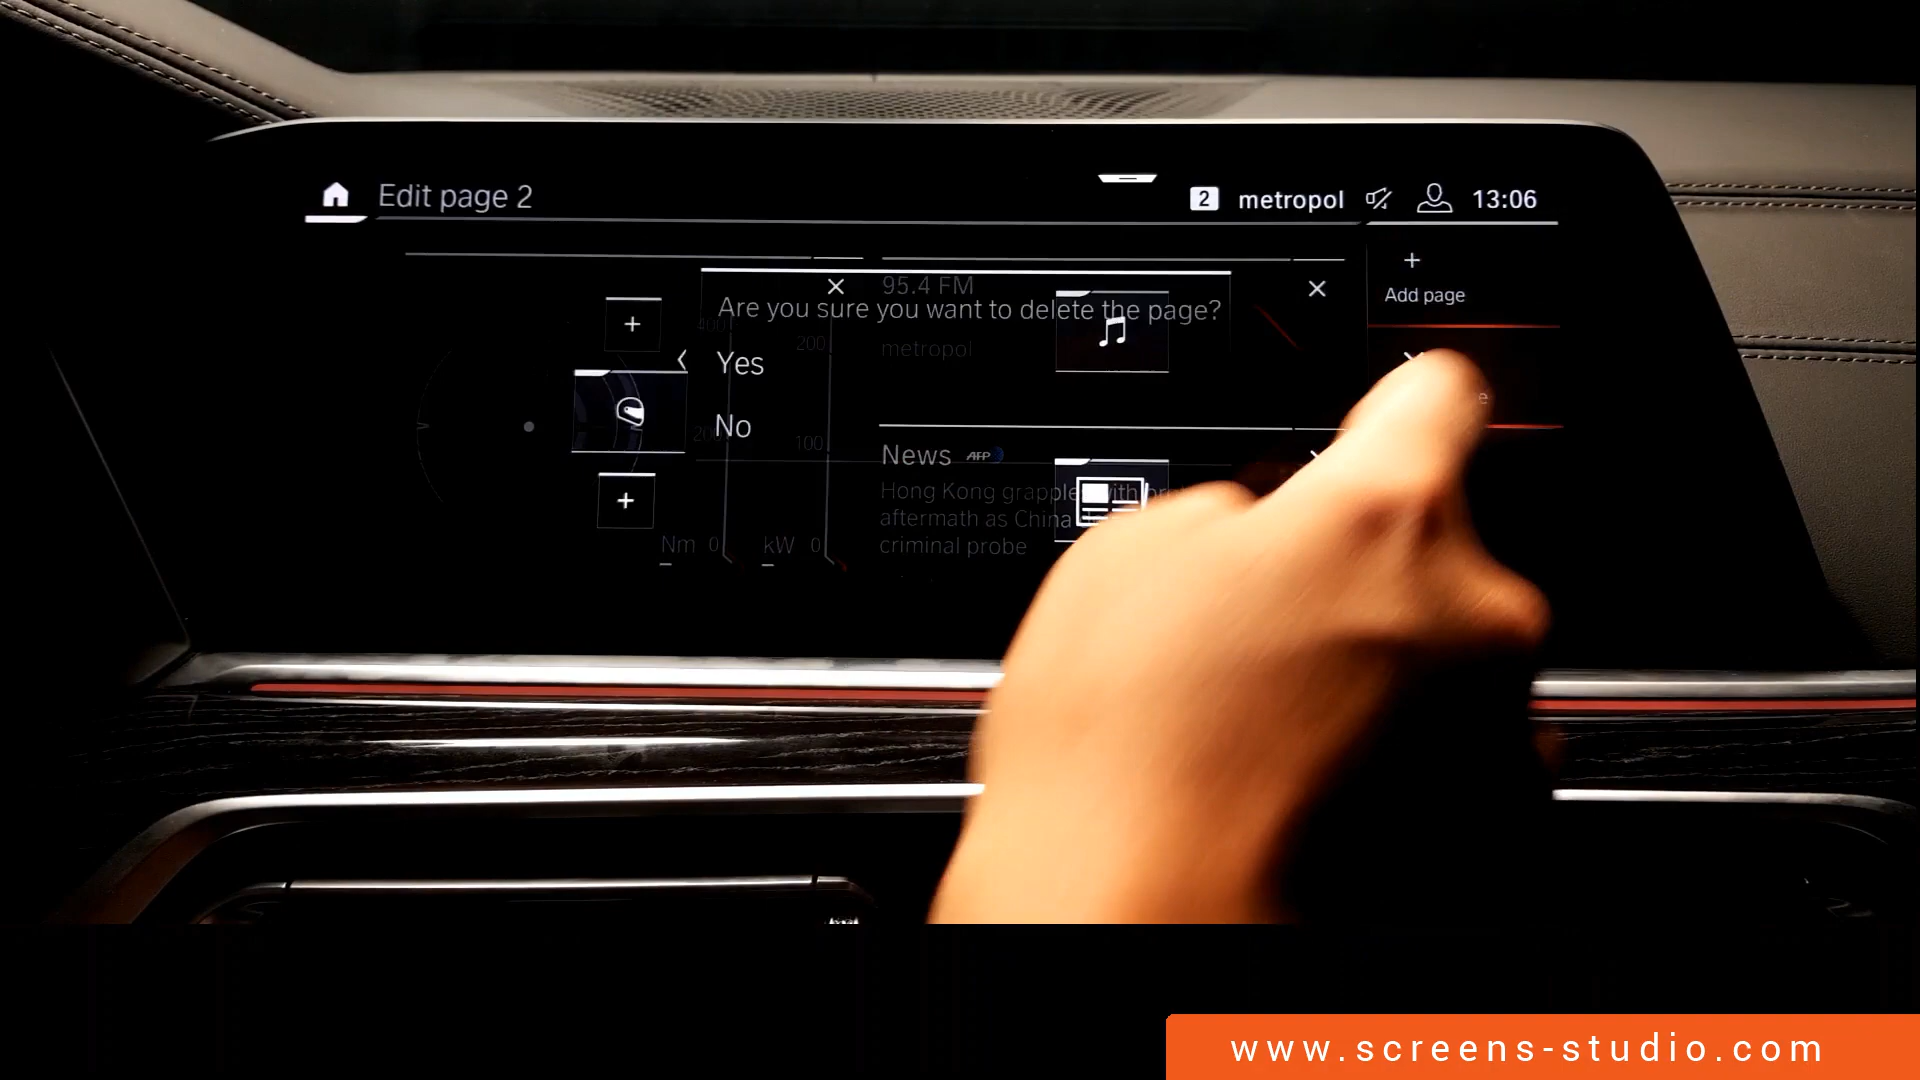 Edit page 2
2 metropol 13:06
Add page
95.4 FM
Are you sure you want to delete the page?
metropol
400
200
Yes
No
200
100
News AFP
Hong Kong grapples with
aftermath as China
criminal probe
Nm 0 kW 0
www.screens-studio.com